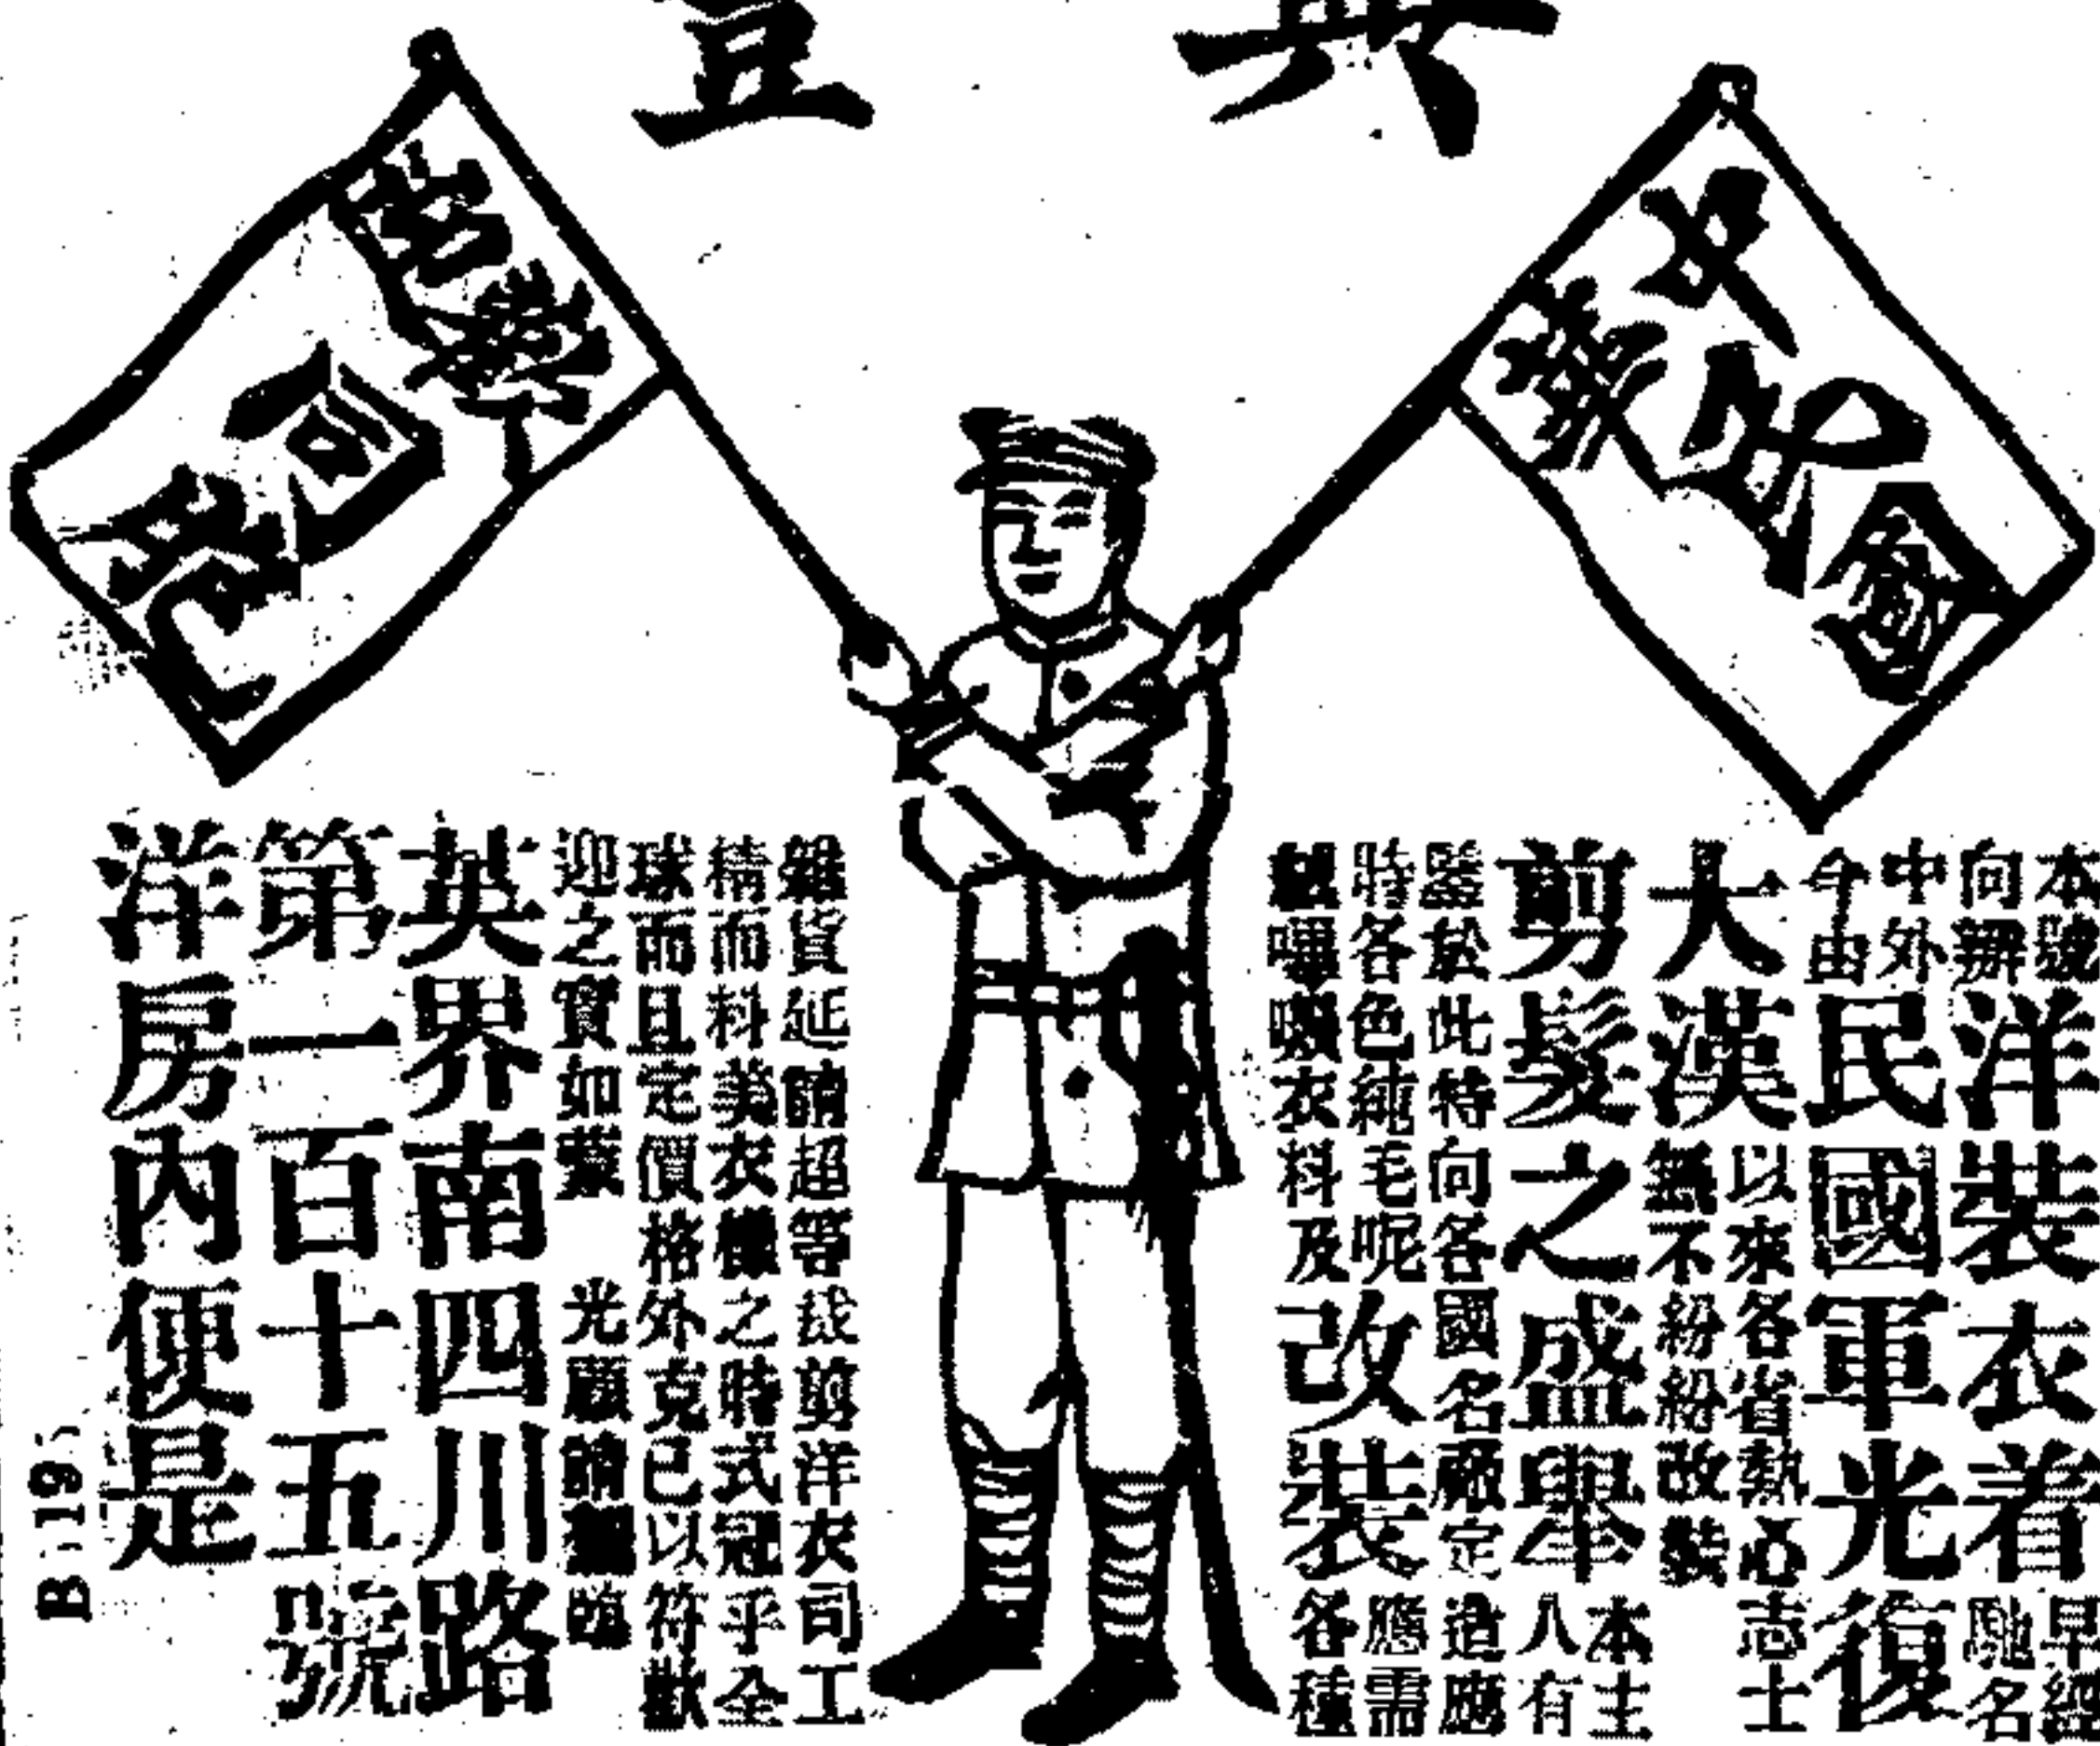 本號向辦洋裝衣着早經馳名
中外今由民國軍光復
大漢以來各省熱心志士無不紛紛改裝
剪髮之盛舉本主人有
鑒於此特向各國名廠定造應
時各色純毛呢
嗶嘰衣料及改裝應需各種
雜貨延請超等裁剪洋衣司工
精而料美衣樣之時式冠乎全
球而且定價格外克已以符歡
迎之實如蒙 光顧請臨
英界南四川路
第一百十五號
洋房內便是
B.19.